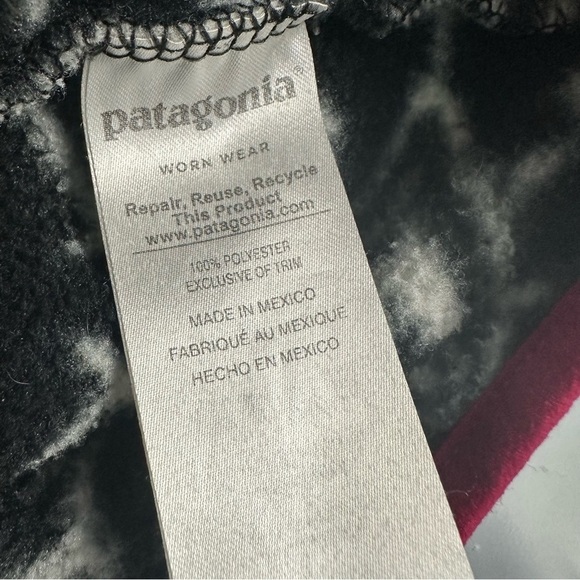 patagonia®
WORN WEAR
Repair, Reuse, Recycle
This Product
www.patagonia.com
100% POLYESTER
EXCLUSIVE OF TRIM
MADE IN MEXICO
FABRIQUÉ AU MEXIQUE
HECHO EN MEXICO